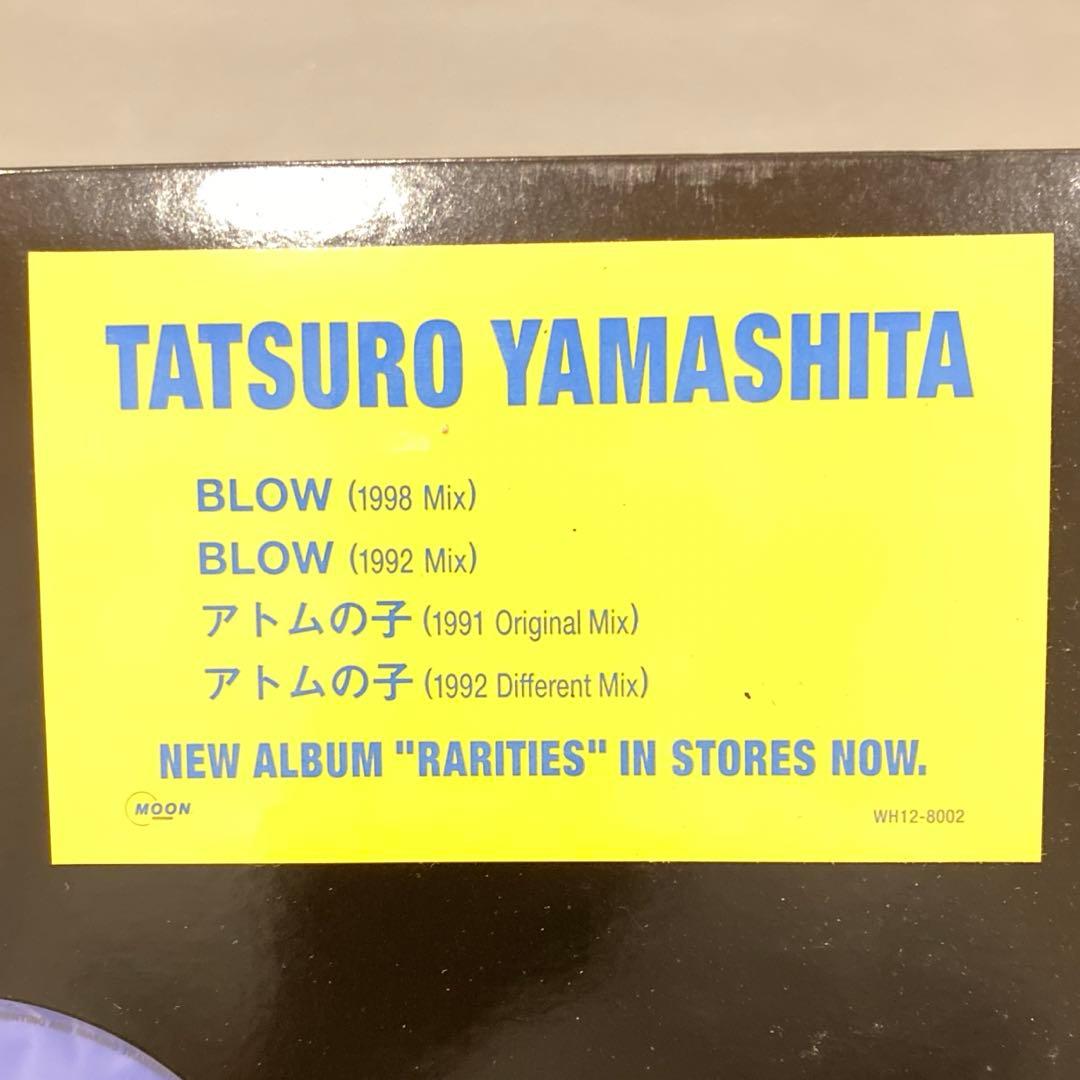 TATSURO YAMASHITA
BLOW (1998 Mix)
BLOW (1992 Mix)
アトムの子 (1991 Original Mix)
アトムの子 (1992 Different Mix)
NEW ALBUM "RARITIES" IN STORES NOW.
MOON
WH12-8002